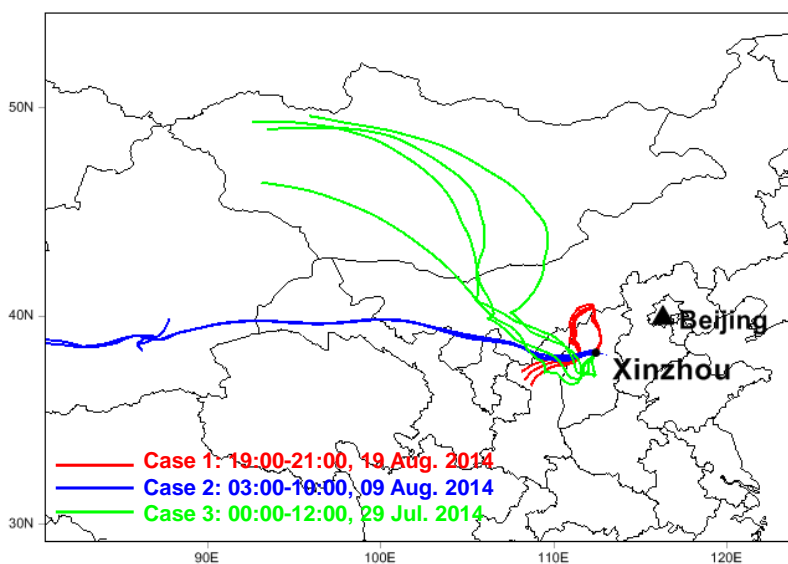 50N
40N
Beijing
Xinzhou
Case 1: 19:00-21:00, 19 Aug. 2014
Case 2: 03:00-10:00, 09 Aug. 2014
Case 3: 00:00-12:00, 29 Jul. 2014
30N
90E 100E 110E 120E